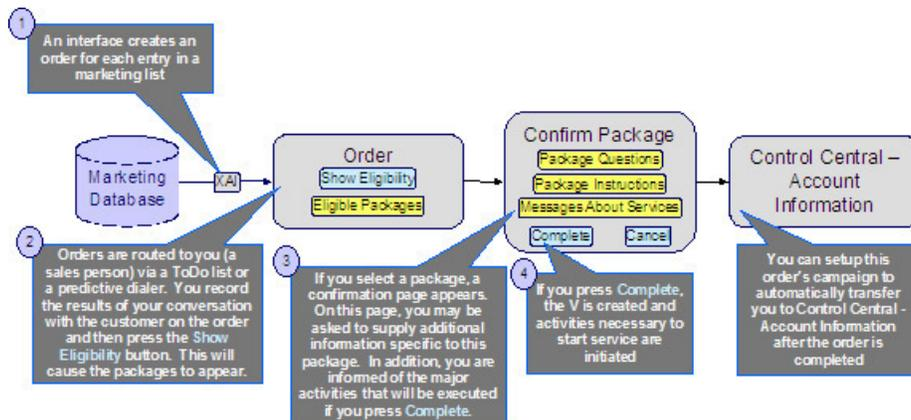 1
An interface creates an
order for each entry in a
marketing list
Marketing
Database
XAI
Order
Show Eligibility
Eligible Packages
Confirm Package
Package Questions
Package Instructions
Messages About Services
Complete
Cancel
Control Central –
Account
Information
2
Orders are routed to you (a
sales person) via a ToDo list or
a predictive dialer. You record
the results of your conversation
with the customer on the order
and then press the Show
Eligibility button. This will
cause the packages to appear.
3
If you select a package, a
confirmation page appears.
On this page, you may be
asked to supply additional
information specific to this
package. In addition, you are
informed of the major
activities that will be executed
if you press Complete.
4
If you press Complete,
the V is created and
activities necessary to
start service are
initiated
You can setup this
order's campaign to
automatically transfer
you to Control Central -
Account Information
after the order is
completed